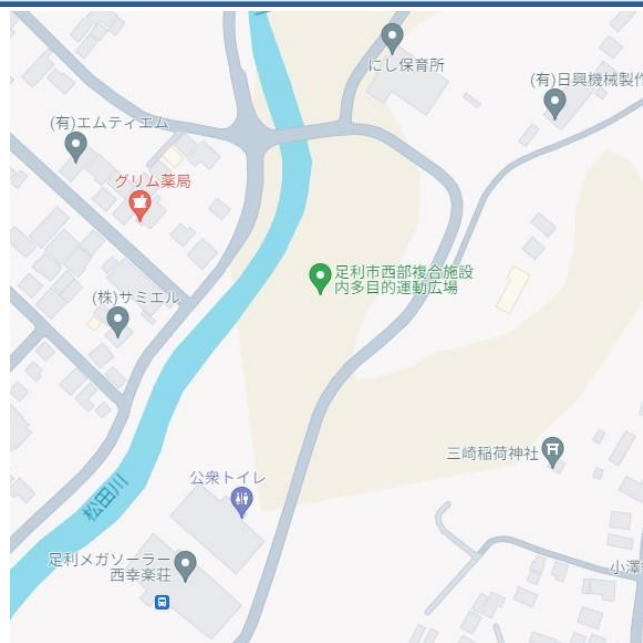 にし保育所
(有)日興機械製作
(有)エムティエム
グリム薬局
足利市西部複合施設
内多目的運動広場
(株)サミエル
三崎稲荷神社
公衆トイレ
松田川
足利メガソーラー
西幸楽荘
小澤